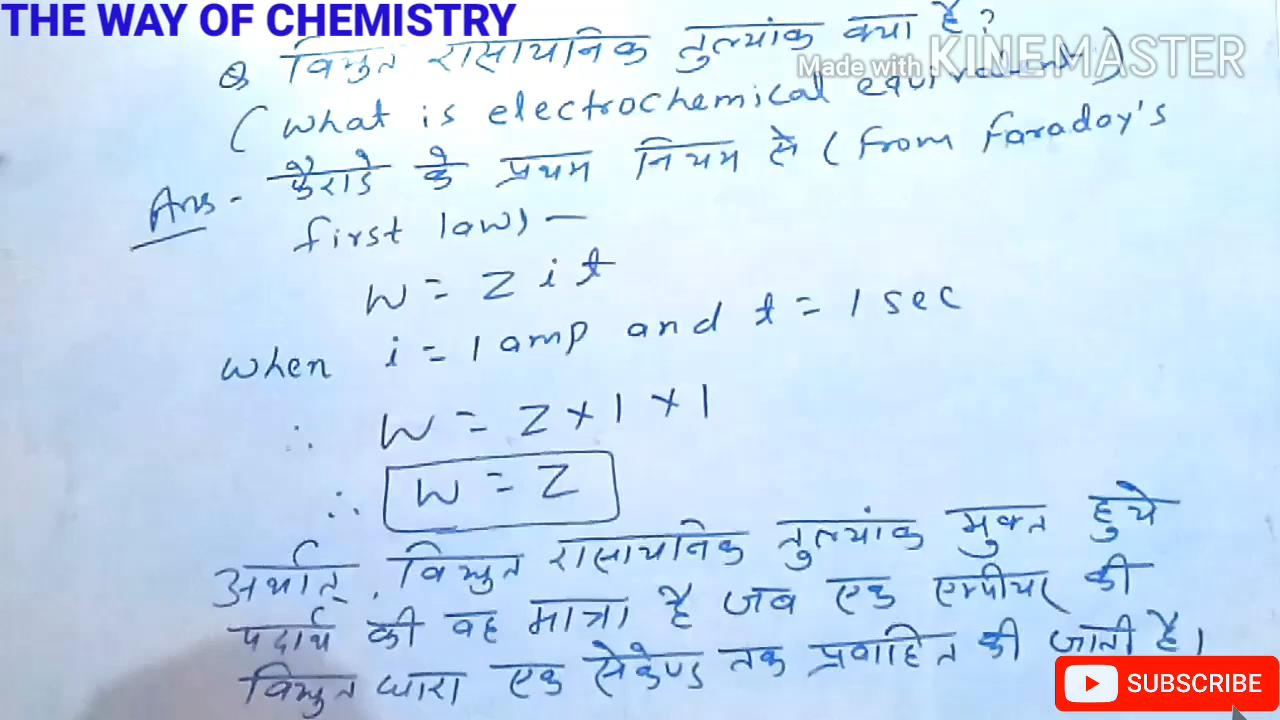 THE WAY OF CHEMISTRY
Made with KINEMASTER
Q विद्युत रासायनिक तुल्यांक क्या है?
(What is electrochemical equivalent)
Ans - फैराडे के प्रथम नियम से (From Faraday's
first law) —
W = Z i t
When i = 1 amp and t = 1 sec
∴ W = Z × 1 × 1
∴ W = Z
अर्थात्, विद्युत रासायनिक तुल्यांक मुक्त हुये
पदार्थ की वह मात्रा है जब एक एम्पीयर की
विद्युत धारा एक सेकेण्ड तक प्रवाहित की जाती है।
SUBSCRIBE